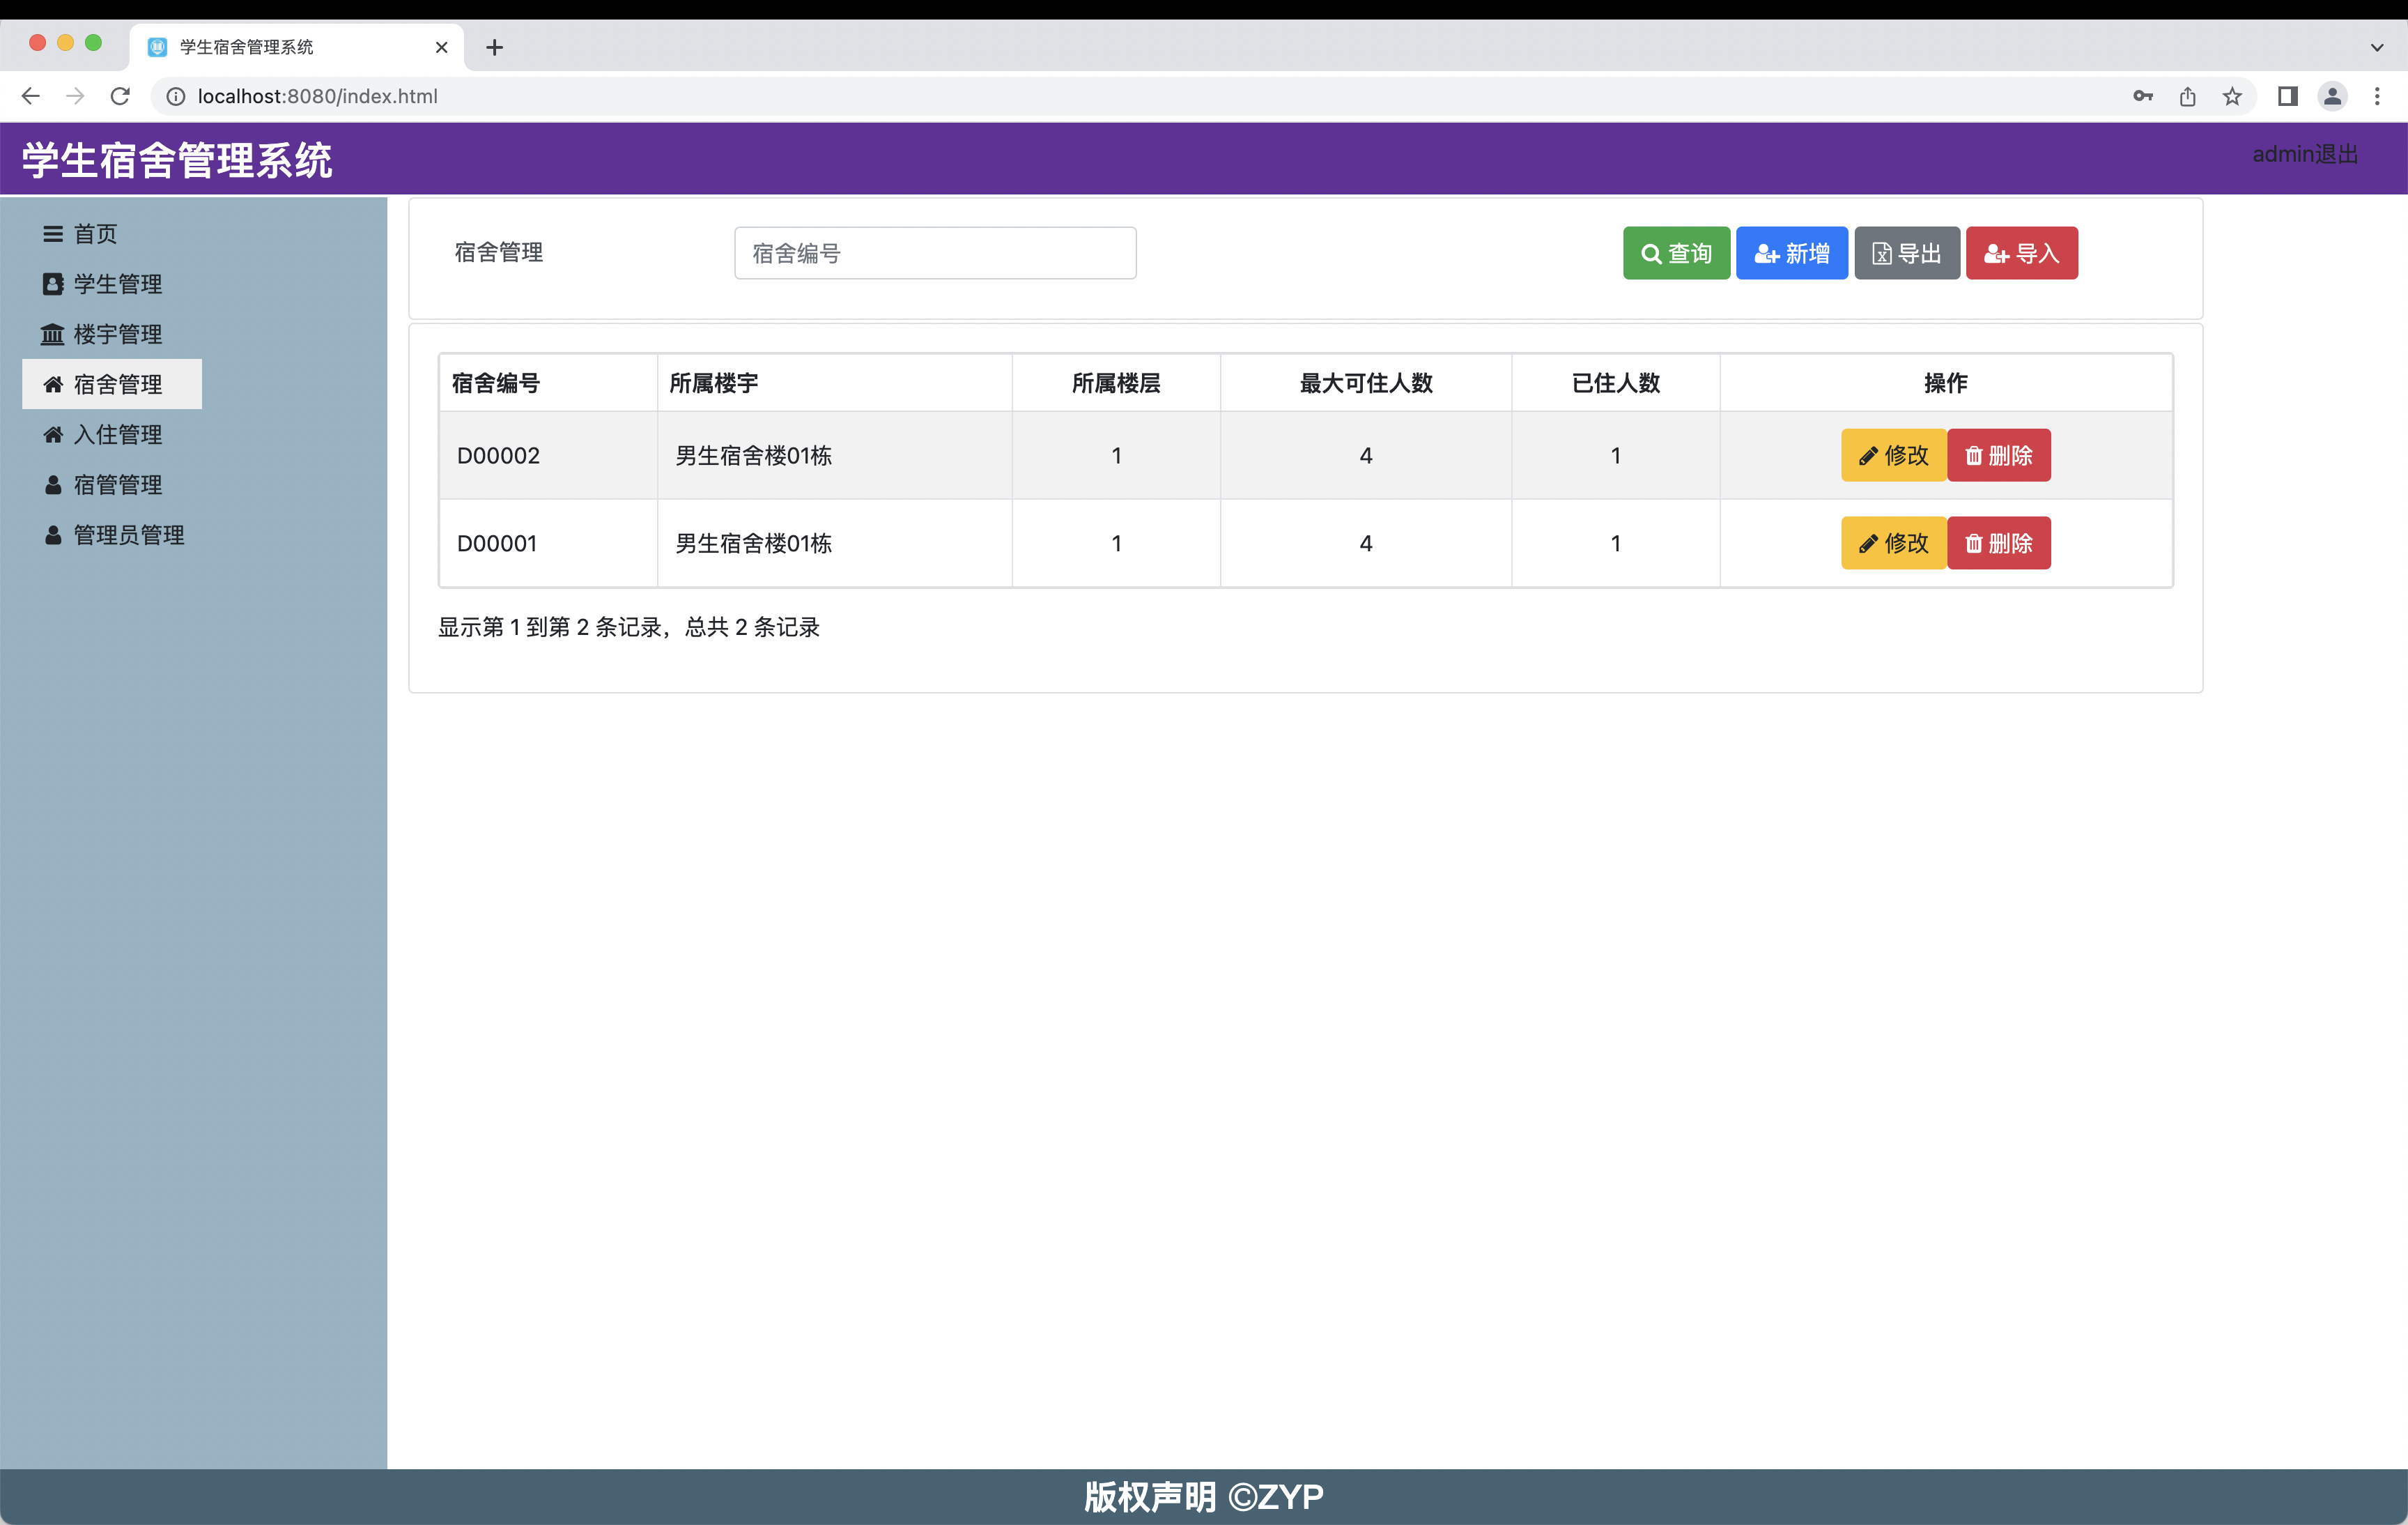 学生宿舍管理系统
localhost:8080/index.html
学生宿舍管理系统
admin退出
首页
学生管理
楼宇管理
宿舍管理
入住管理
宿管管理
管理员管理
宿舍管理 宿舍编号 查询 新增 导出 导入
宿舍编号 所属楼宇 所属楼层 最大可住人数 已住人数 操作
D00002 男生宿舍楼01栋 1 4 1 修改 删除
D00001 男生宿舍楼01栋 1 4 1 修改 删除
显示第 1 到第 2 条记录，总共 2 条记录
版权声明 ©ZYP